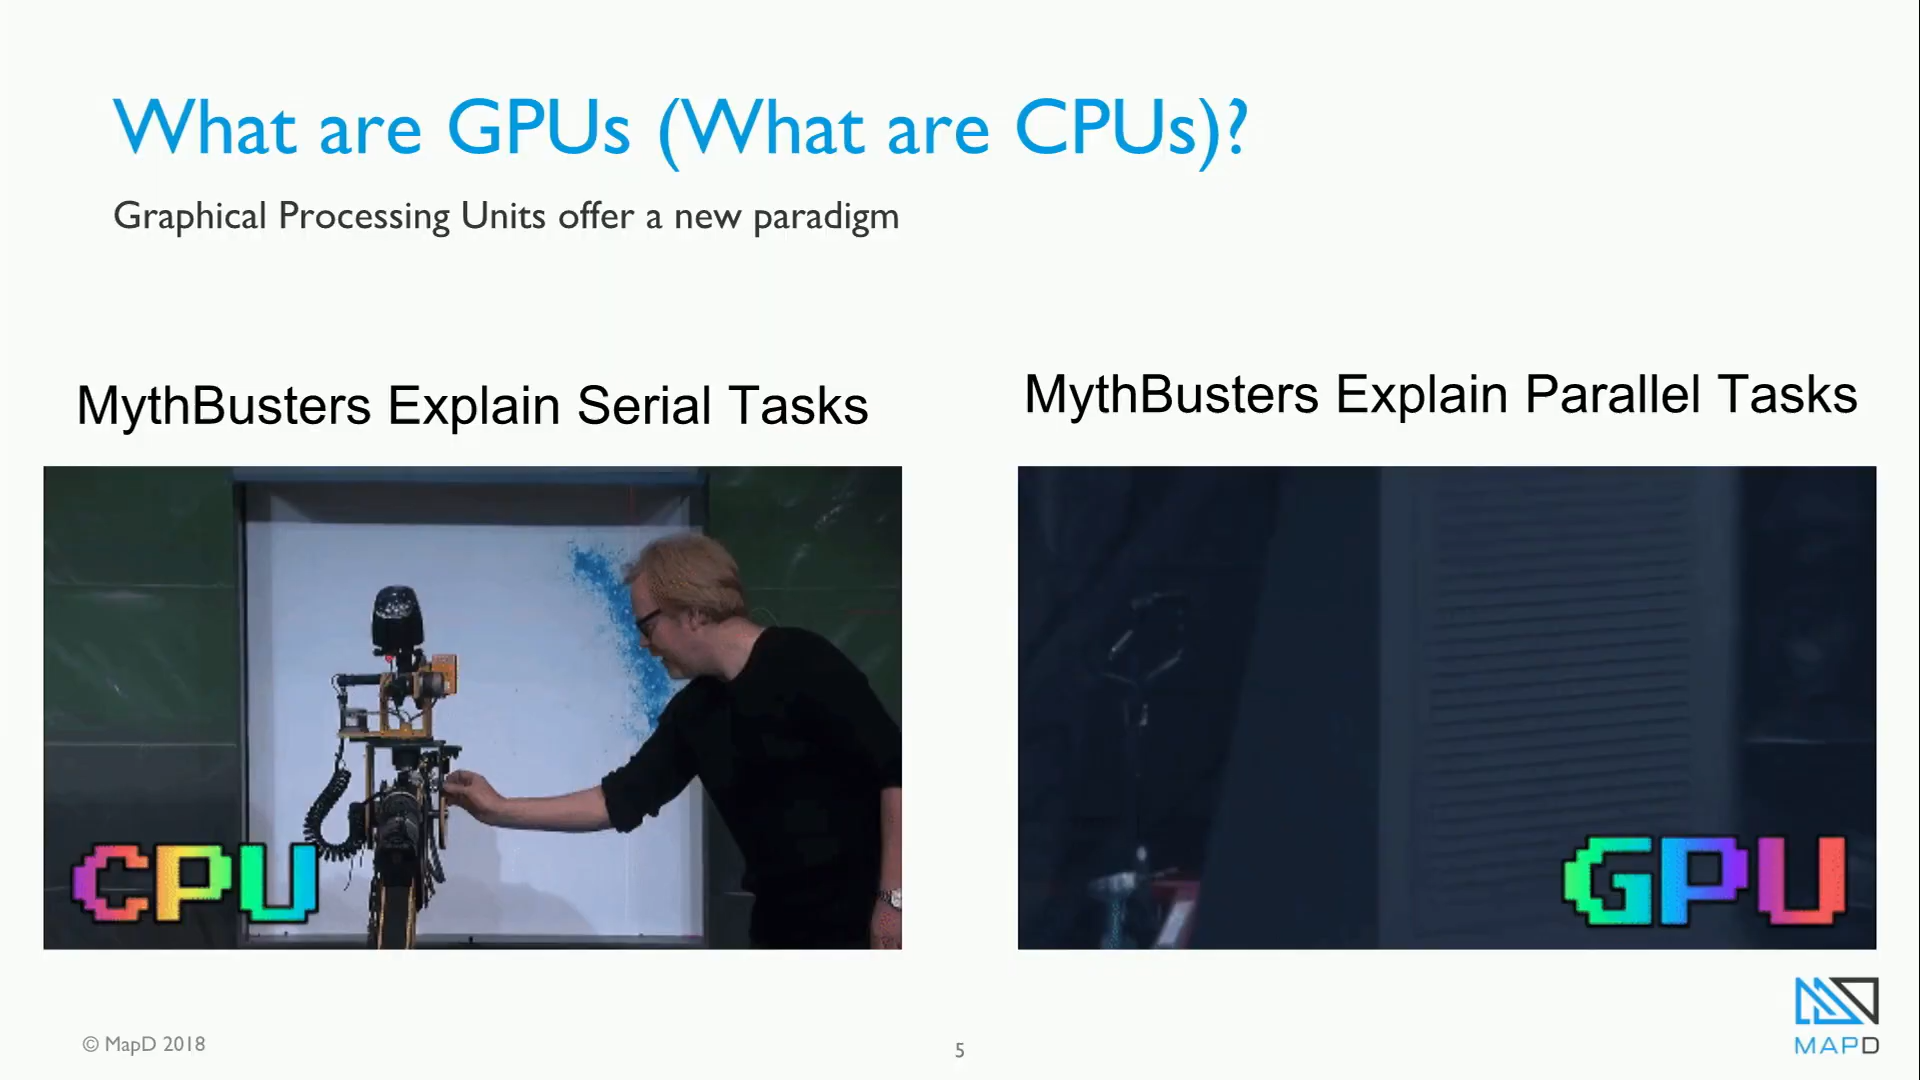 What are GPUs (What are CPUs)?
Graphical Processing Units offer a new paradigm
MythBusters Explain Serial Tasks
MythBusters Explain Parallel Tasks
CPU
GPU
© MapD 2018
5
MAPD